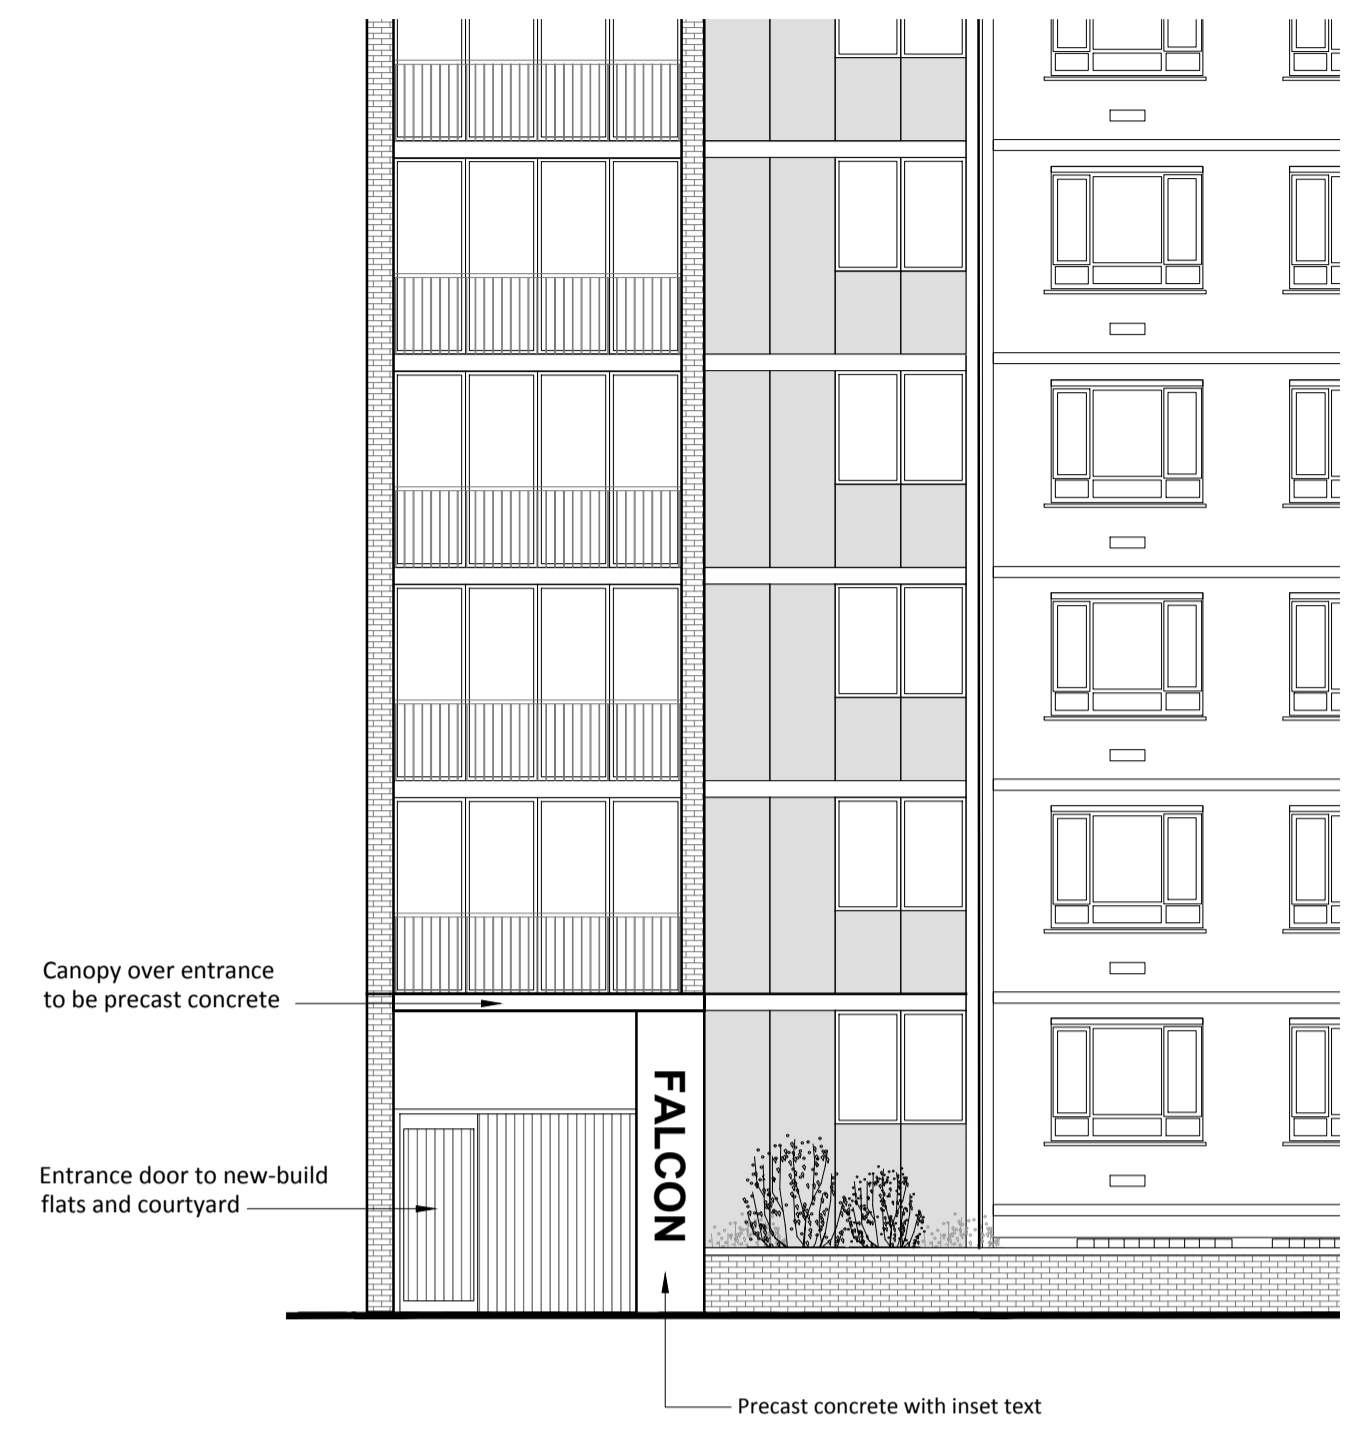 Canopy over entrance
to be precast concrete
FALCON
Entrance door to new-build
flats and courtyard
Precast concrete with inset text